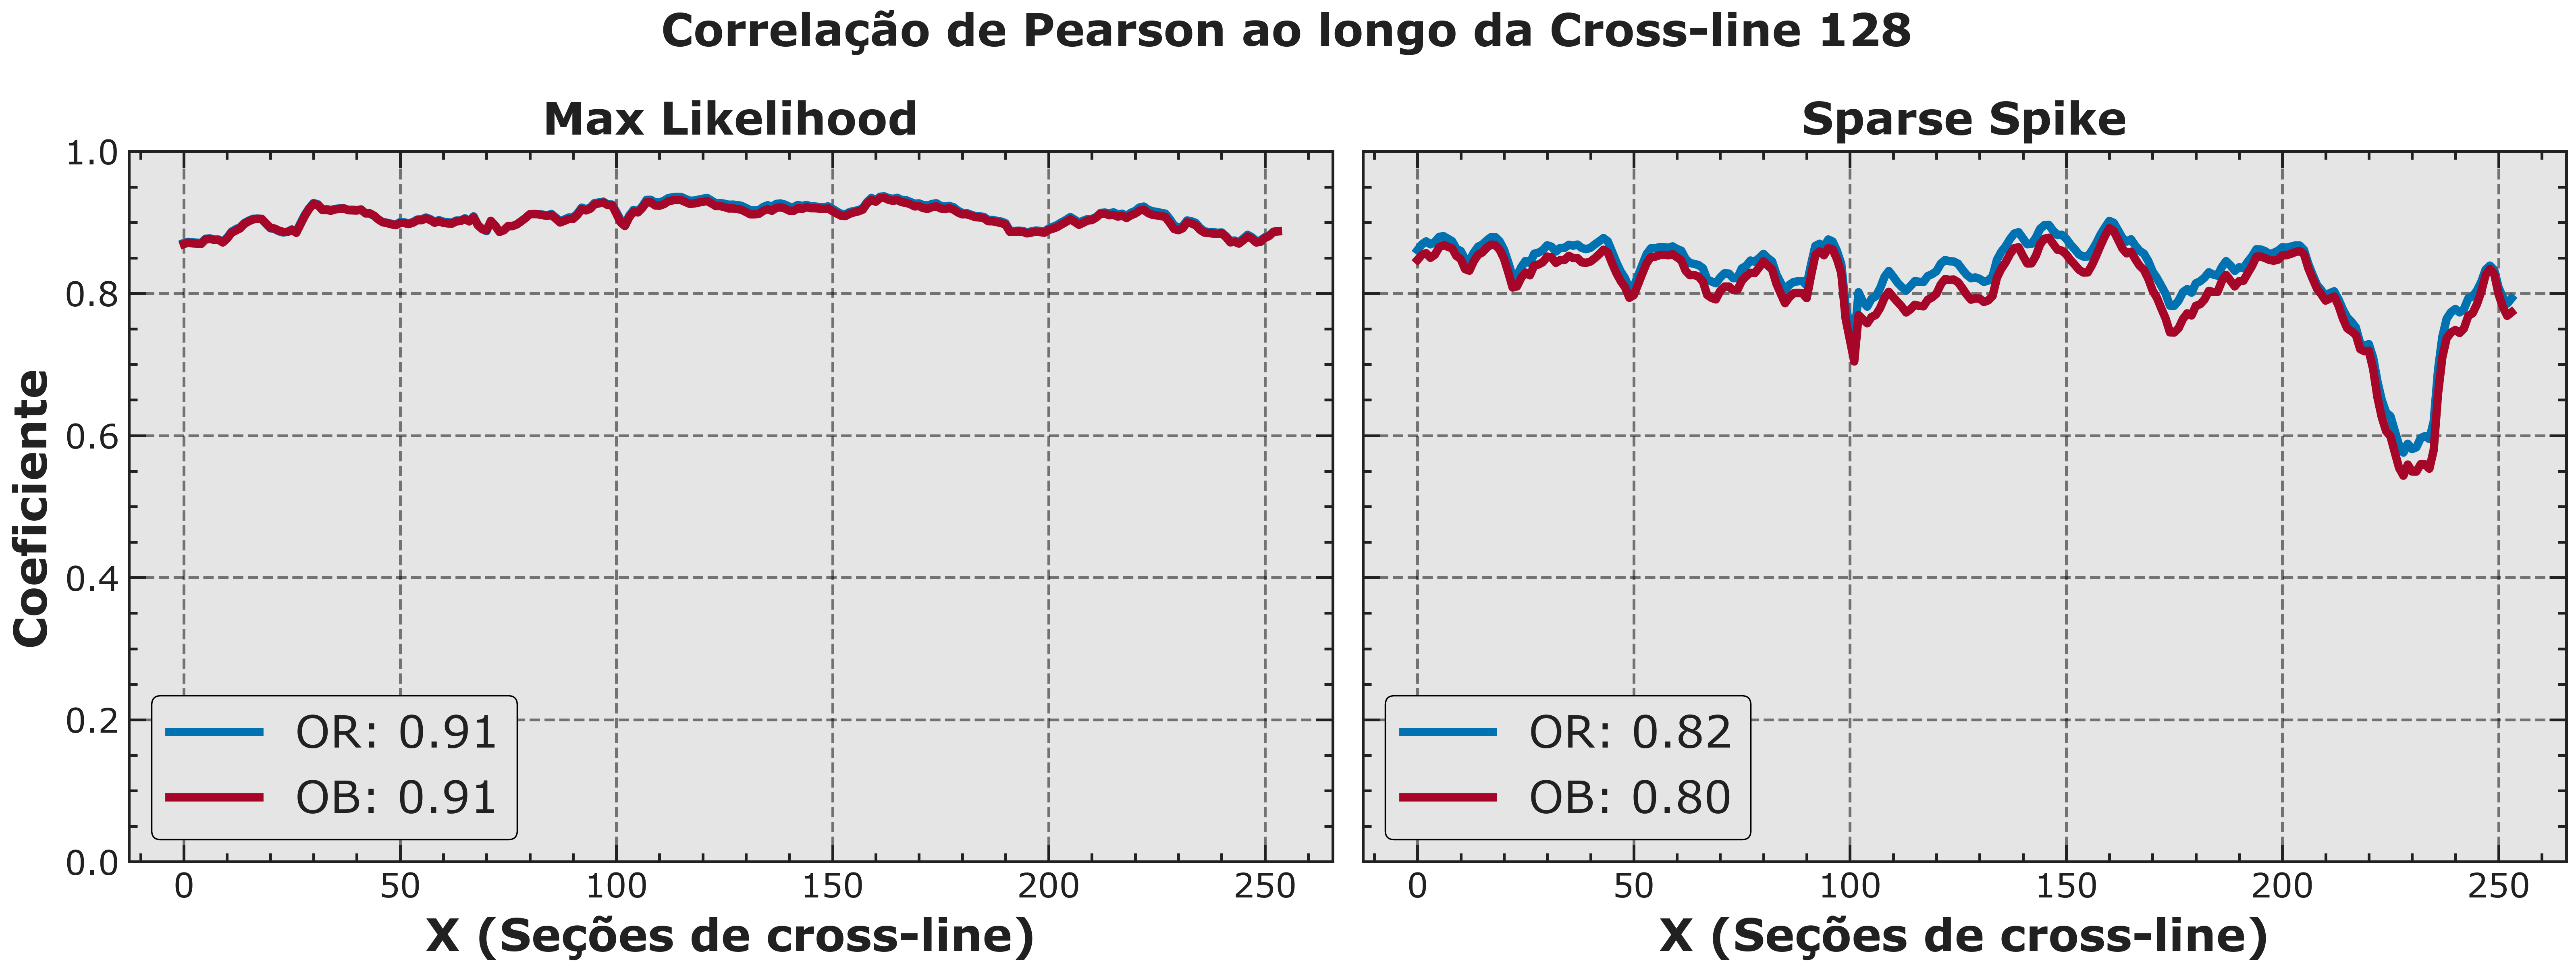 Correlação de Pearson ao longo da Cross-line 128
Max Likelihood
Sparse Spike
Coeficiente
1.0
0.8
0.6
0.4
0.2
0.0
OR: 0.91
OB: 0.91
OR: 0.82
OB: 0.80
0 50 100 150 200 250
0 50 100 150 200 250
X (Seções de cross-line)
X (Seções de cross-line)